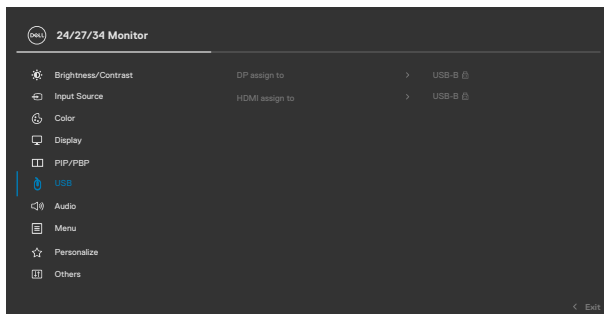 DELL 24/27/34 Monitor
Brightness/Contrast DP assign to > USB-B
Input Source HDMI assign to > USB-B
Color
Display
PIP/PBP
USB
Audio
Menu
Personalize
Others
< Exit